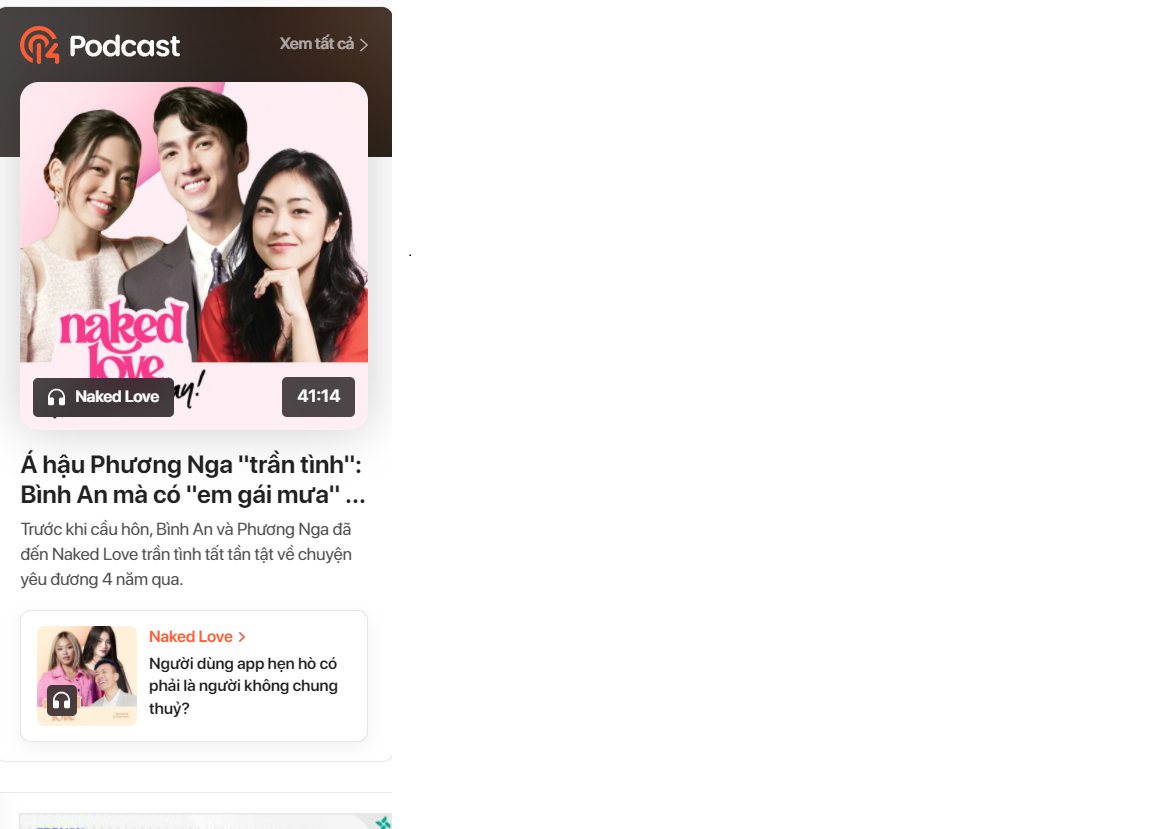 Podcast
Xem tất cả
naked
love
ay!
Naked Love
41:14
Á hậu Phương Nga "trần tình":
Bình An mà có "em gái mưa" ...
Trước khi cầu hôn, Bình An và Phương Nga đã
đến Naked Love trần tình tất tần tật về chuyện
yêu đương 4 năm qua.
Naked Love
Người dùng app hẹn hò có
phải là người không chung
thuỷ?